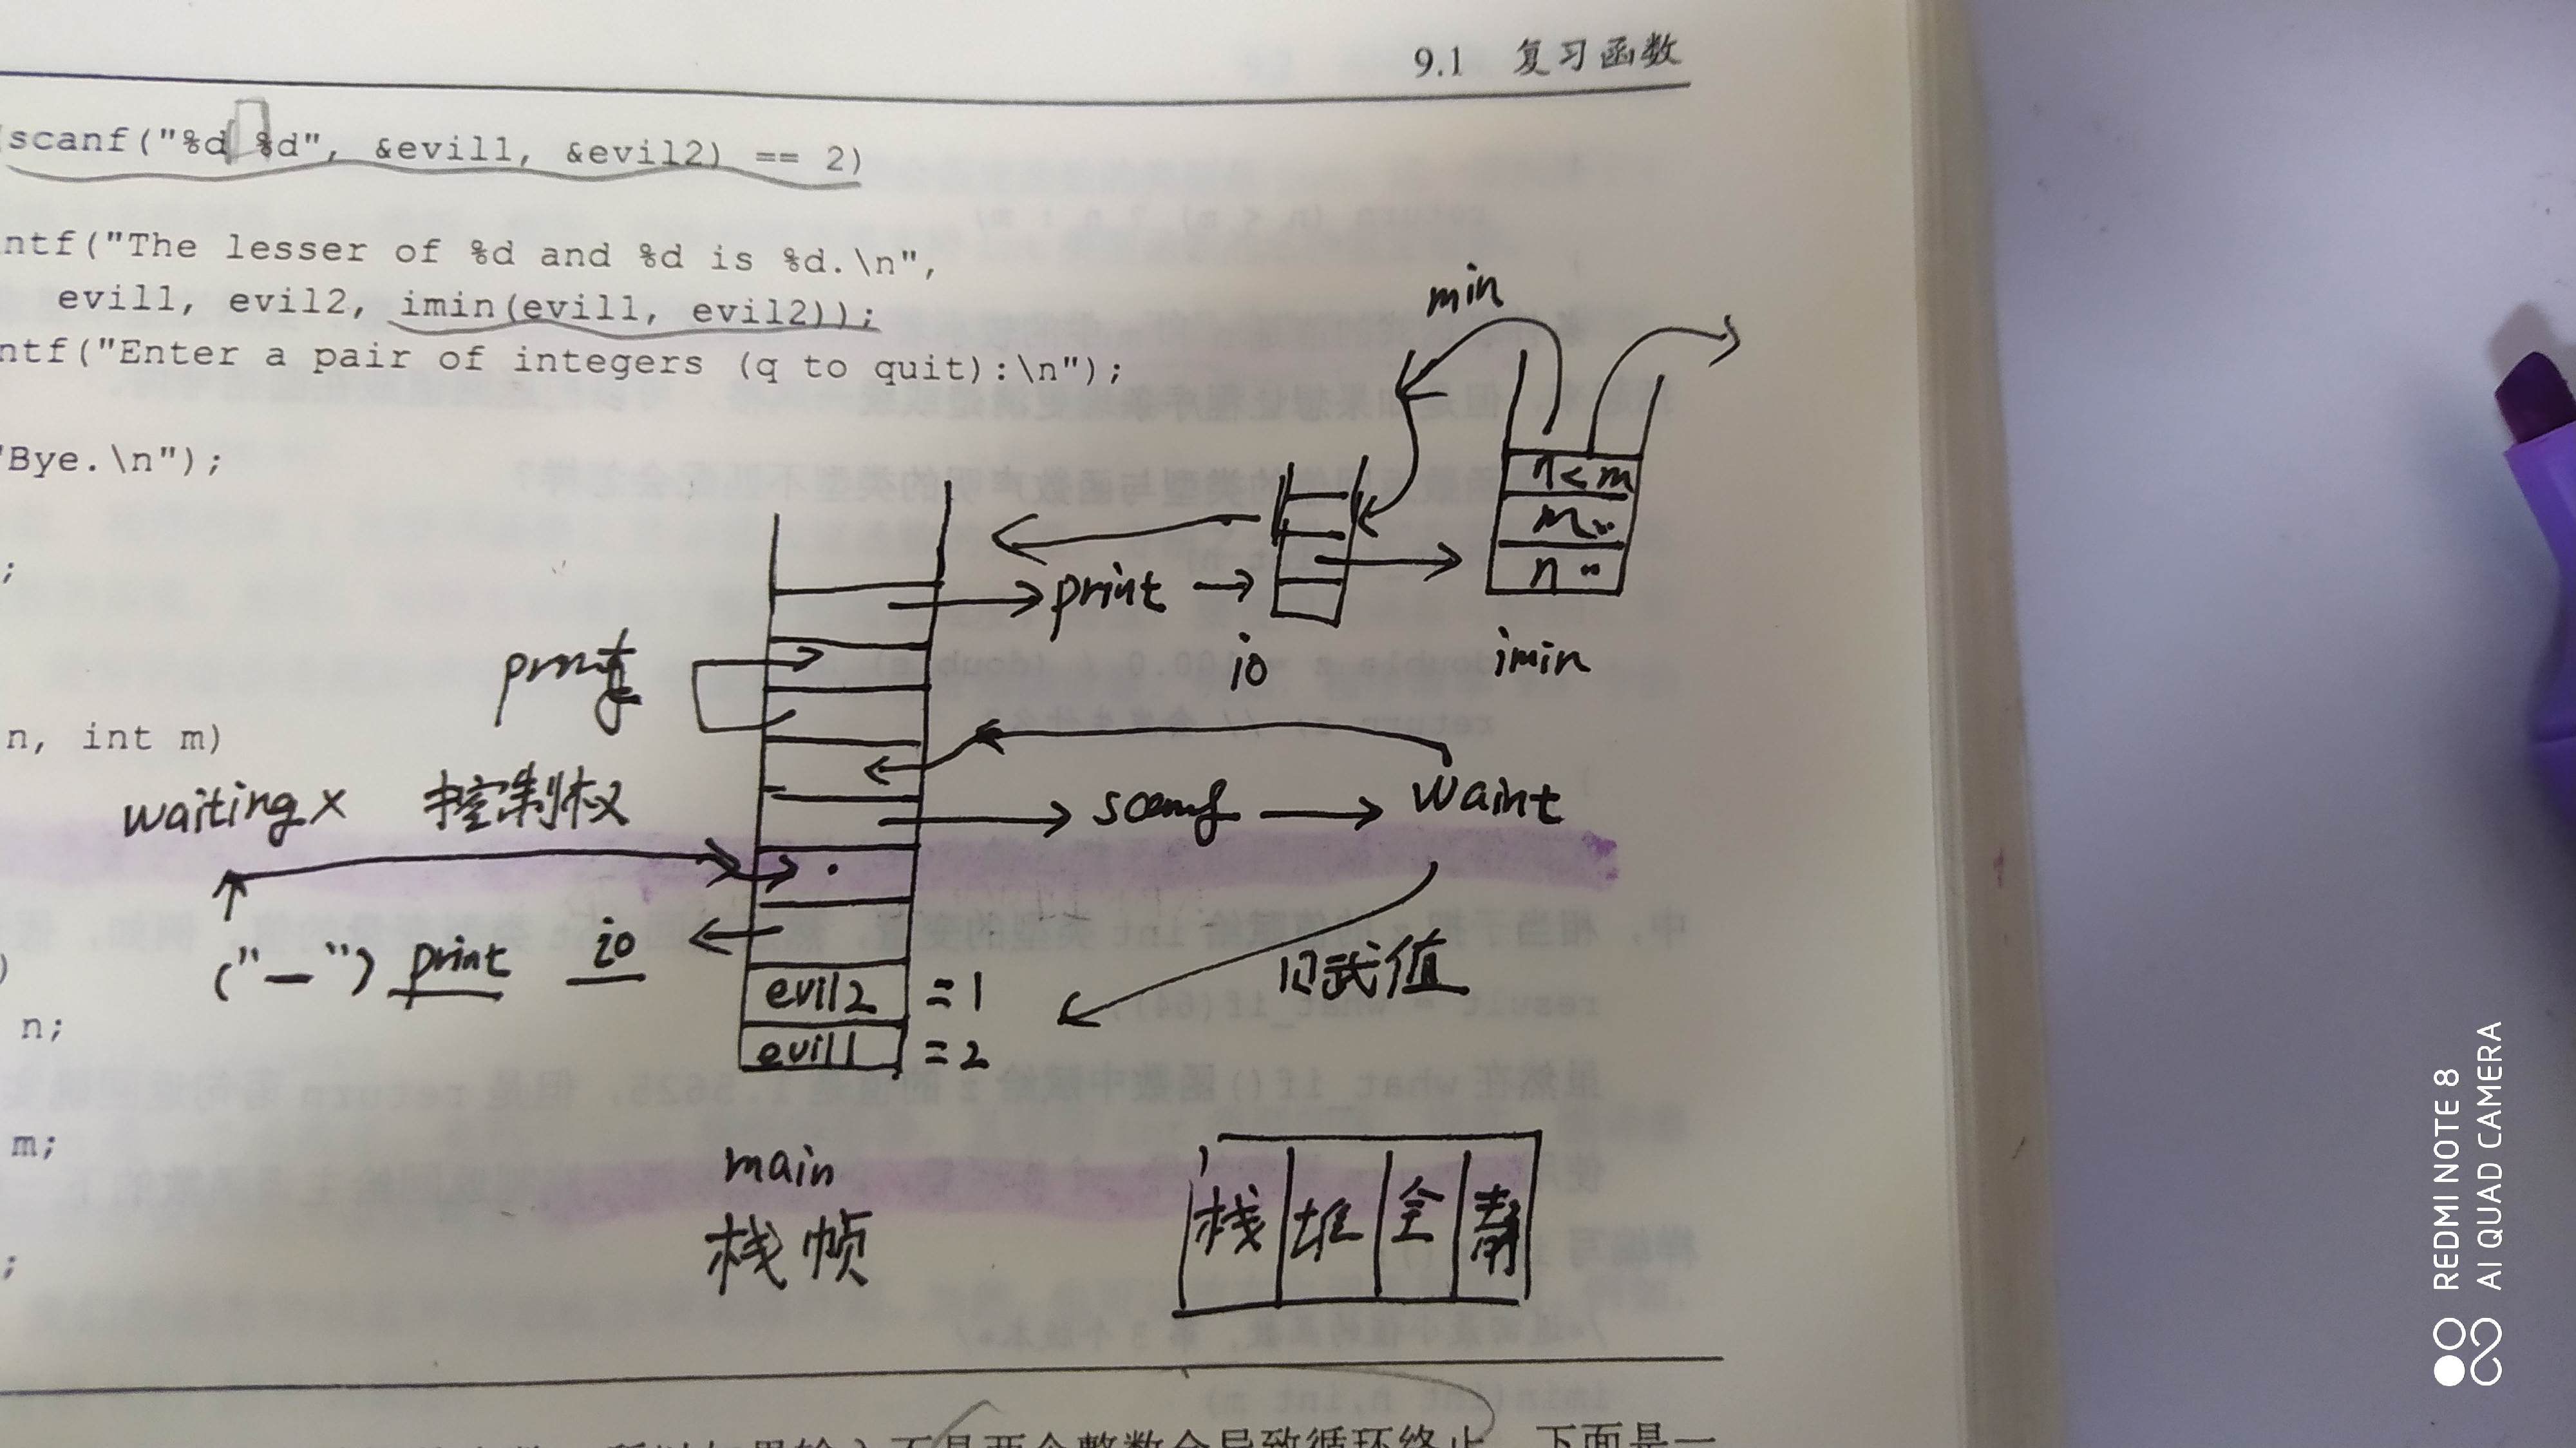 9.1 复习函数
scanf("%d %d", &evil1, &evil2) == 2)
ntf("The lesser of %d and %d is %d.\n",
evil1, evil2, imin(evil1, evil2));
ntf("Enter a pair of integers (q to quit):\n");
"Bye.\n");
;
n, int m)
)
n;
m;
;
min
n<m
m..
n..
print
io
imin
printf
waiting x 控制权
scanf
waint
("—") print io
旧式值
evil2 =1
evil1 =2
main
栈帧
栈 堆 全 静
REDMI NOTE 8
AI QUAD CAMERA